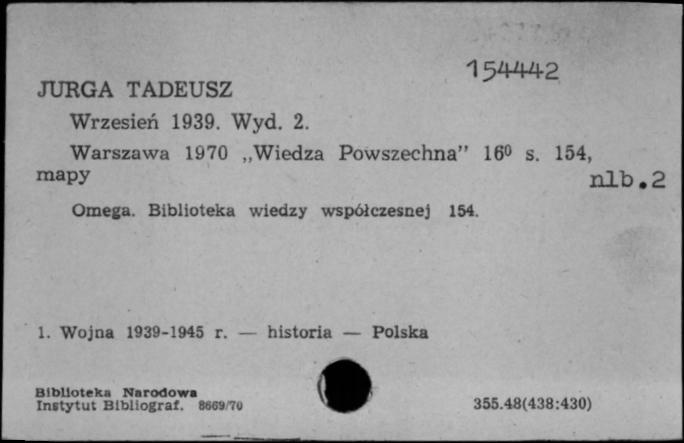 154442
JURGA TADEUSZ
Wrzesień 1939. Wyd. 2.
Warszawa 1970 „Wiedza Powszechna” 16⁰ s. 154,
mapy nlb.2
Omega. Biblioteka wiedzy współczesnej 154.
1. Wojna 1939-1945 r. — historia — Polska
Biblioteka Narodowa
Instytut Bibliograf. 8669/70 355.48(438:430)